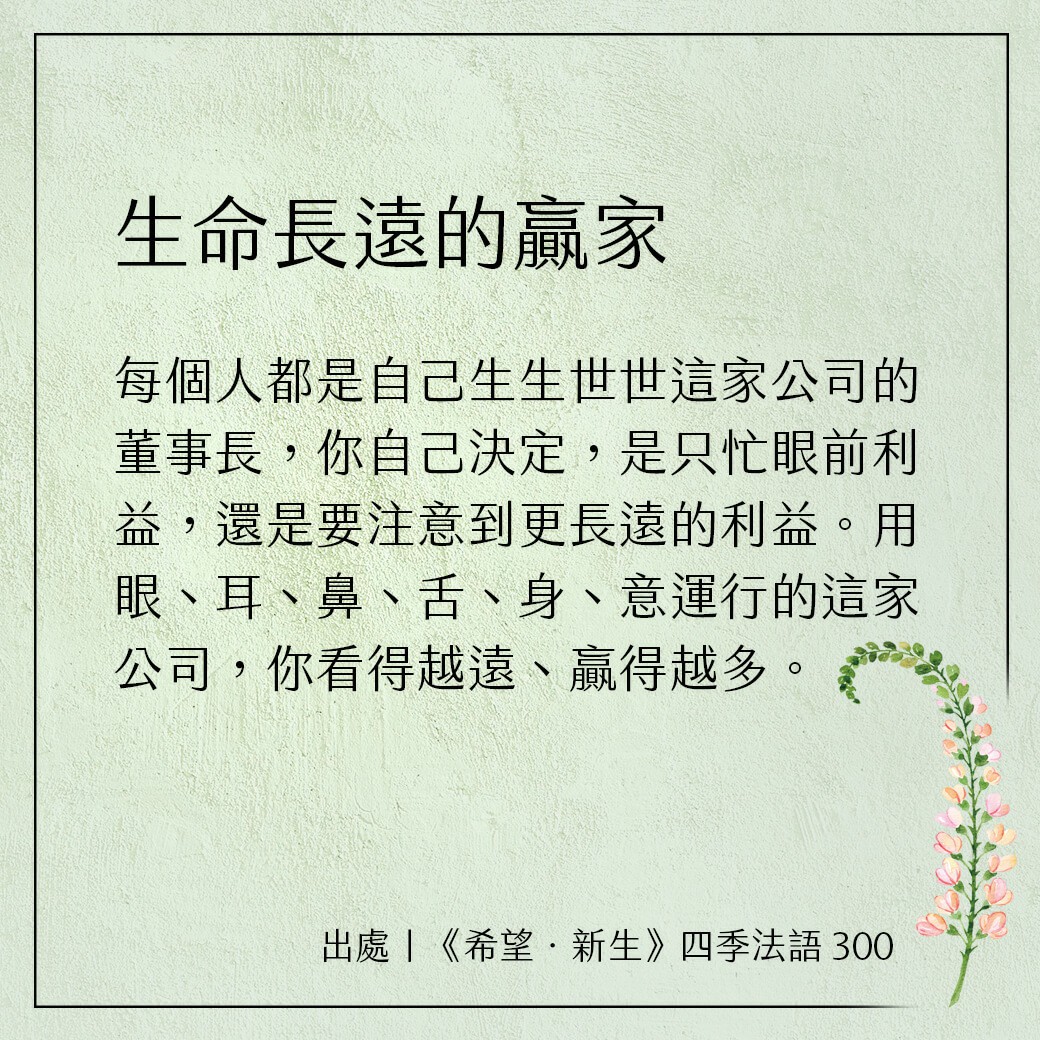 生命長遠的贏家
每個人都是自己生生世世這家公司的
董事長，你自己決定，是只忙眼前利
益，還是要注意到更長遠的利益。用
眼、耳、鼻、舌、身、意運行的這家
公司，你看得越遠、贏得越多。
出處｜《希望．新生》四季法語 300